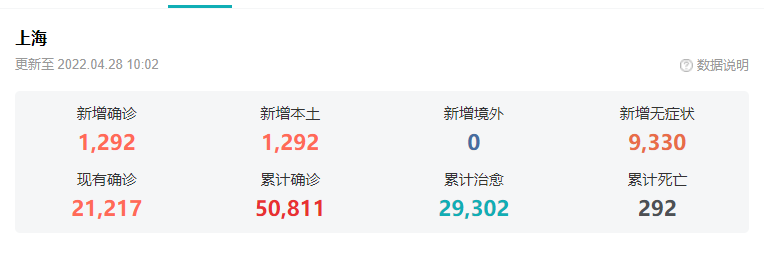 上海
更新至 2022.04.28 10:02
? 数据说明
新增确诊 新增本土 新增境外 新增无症状
1,292 1,292 0 9,330
现有确诊 累计确诊 累计治愈 累计死亡
21,217 50,811 29,302 292